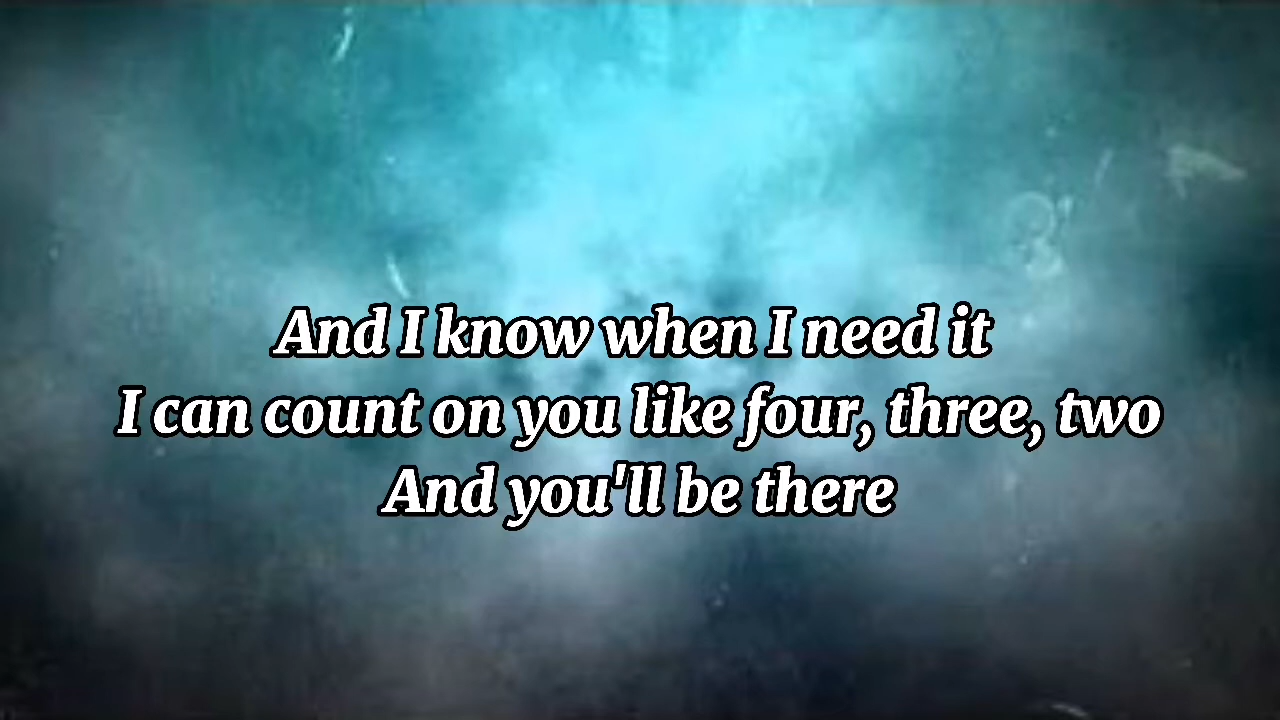 And I know when I need it
I can count on you like four, three, two
And you'll be there